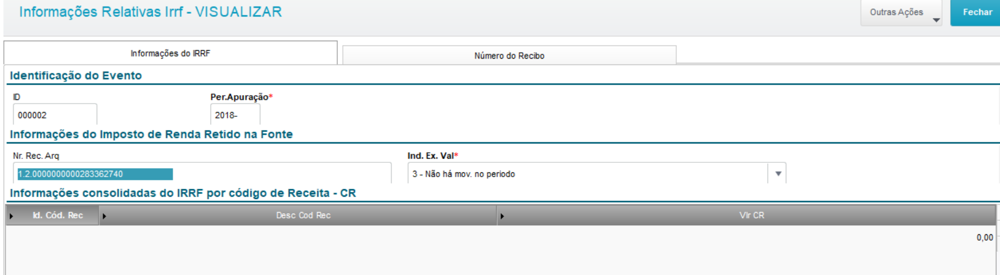 Informações Relativas Irrf - VISUALIZAR
Outras Ações
Fechar
Informações do IRRF
Número do Recibo
Identificação do Evento
ID
Per.Apuração*
000002
2018-
Informações do Imposto de Renda Retido na Fonte
Nr. Rec. Arq
Ind. Ex. Val*
1.2.0000000000283362740
3 - Não há mov. no periodo
Informações consolidadas do IRRF por código de Receita - CR
Id. Cód. Rec
Desc Cod Rec
Vlr CR
0,00